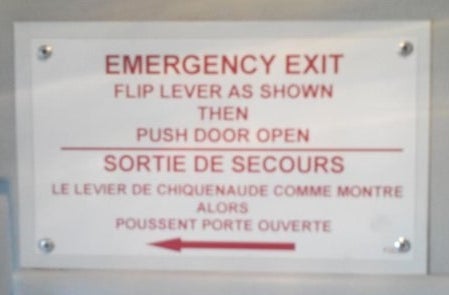 EMERGENCY EXIT
FLIP LEVER AS SHOWN
THEN
PUSH DOOR OPEN
SORTIE DE SECOURS
LE LEVIER DE CHIQUENAUDE COMME MONTRE
ALORS
POUSSENT PORTE OUVERTE